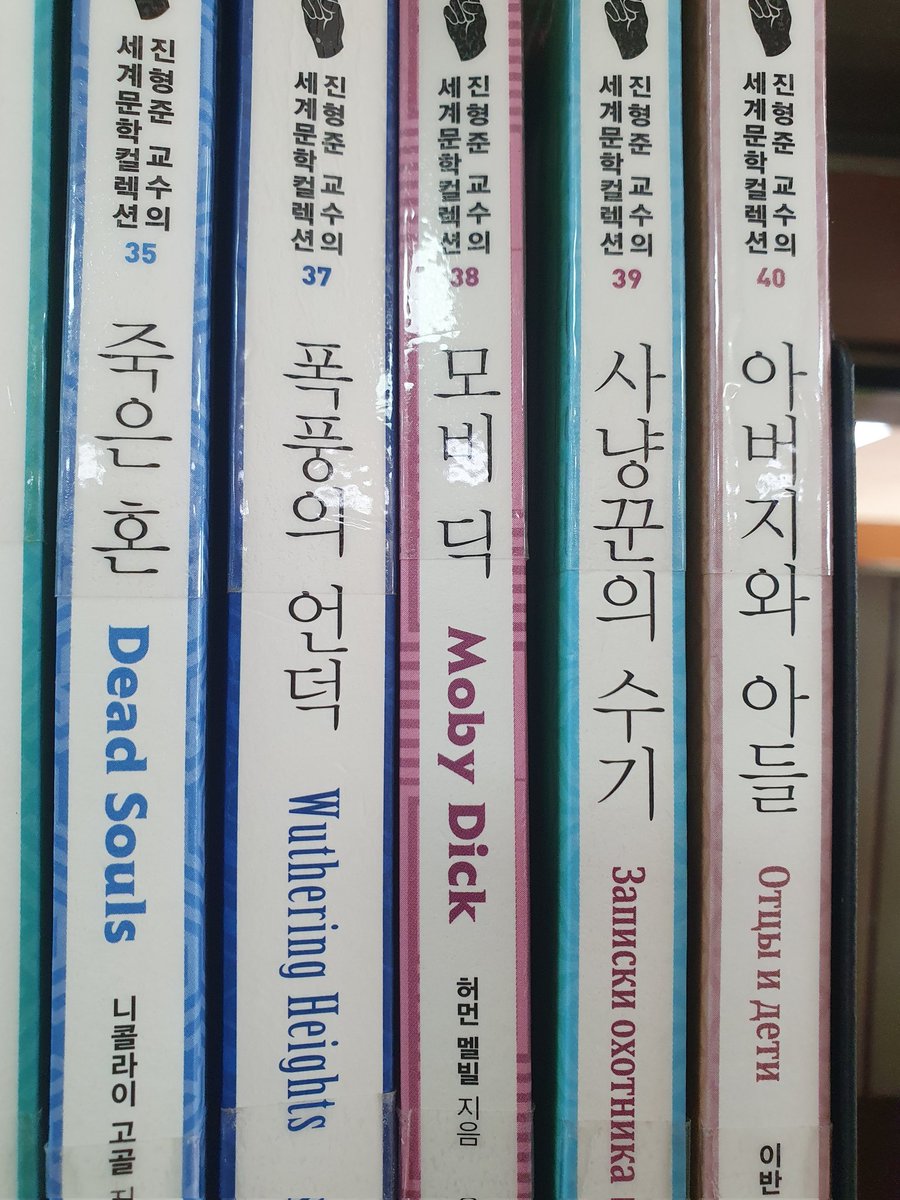 진형준 교수의
세계문학컬렉션
35
죽은 혼
Dead Souls
니콜라이 고골
진형준 교수의
세계문학컬렉션
37
폭풍의 언덕
Wuthering Heights
진형준 교수의
세계문학컬렉션
38
모비 딕
Moby Dick
허먼 멜빌 지음
진형준 교수의
세계문학컬렉션
39
사냥꾼의 수기
Записки охотника
진형준 교수의
세계문학컬렉션
40
아버지와 아들
Отцы и дети
이반